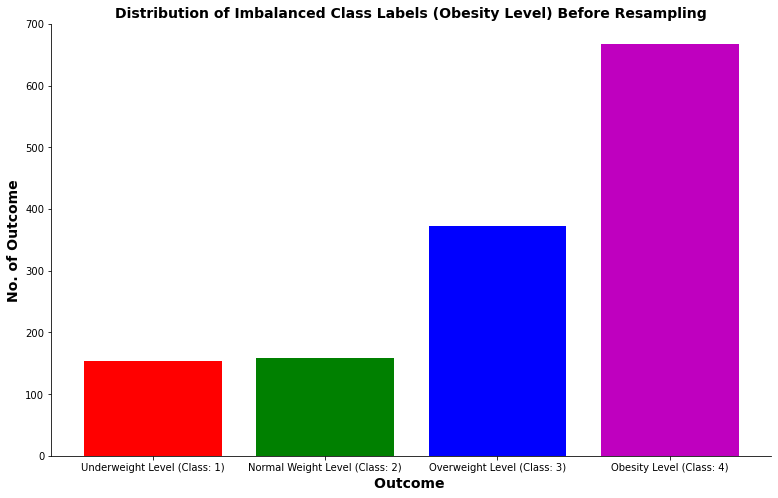 Distribution of Imbalanced Class Labels (Obesity Level) Before Resampling
700
600
500
400
300
200
100
0
No. of Outcome
Underweight Level (Class: 1) Normal Weight Level (Class: 2) Overweight Level (Class: 3) Obesity Level (Class: 4)
Outcome